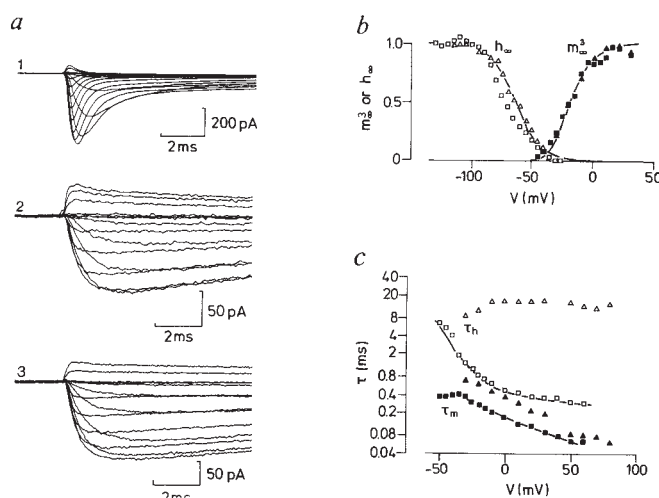 a
1
200 pA
2ms
2
50 pA
2ms
3
50 pA
2ms
b
h∞
m³∞
m³∞ or h∞
1.0
0.5
0
-100
-50
0
50
V (mV)
c
τ (ms)
40
20
8
4
2
0.8
0.4
0.2
0.08
0.04
τh
τm
-50
0
50
100
V (mV)